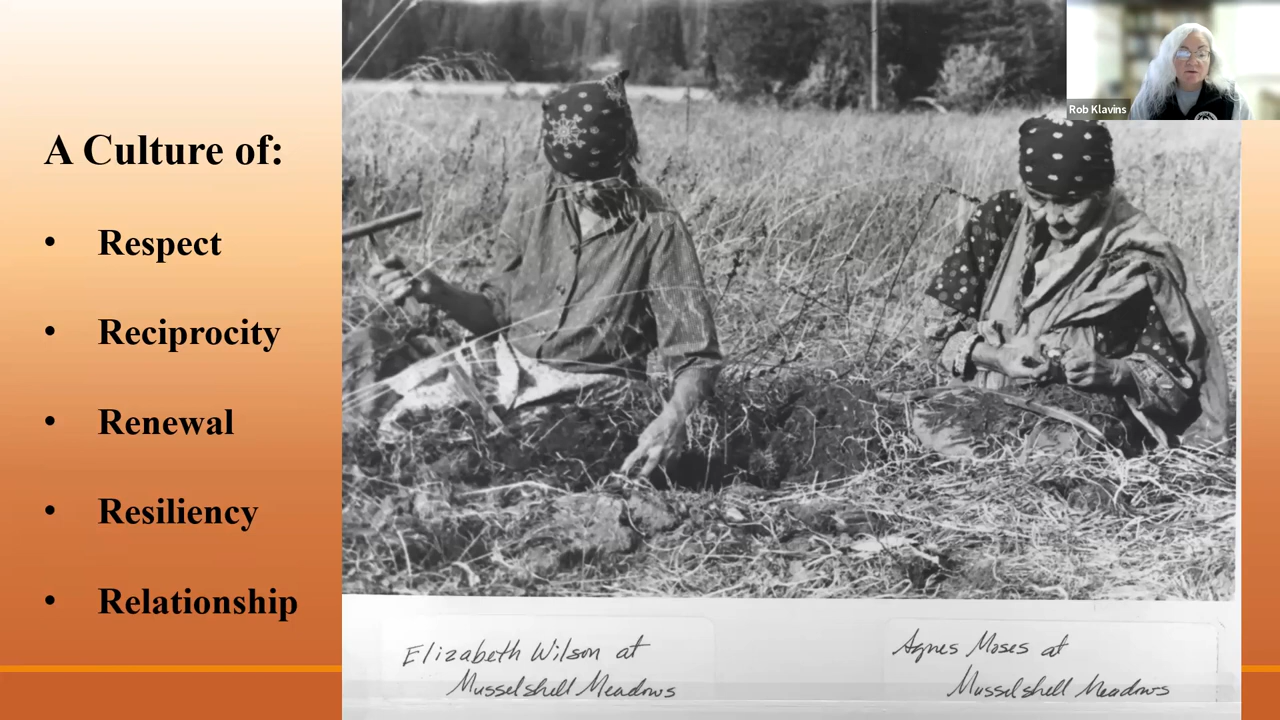 A Culture of:
• Respect
• Reciprocity
• Renewal
• Resiliency
• Relationship
Rob Klavins
Elizabeth Wilson at
Musselshell Meadows
Agnes Moses at
Musselshell Meadows